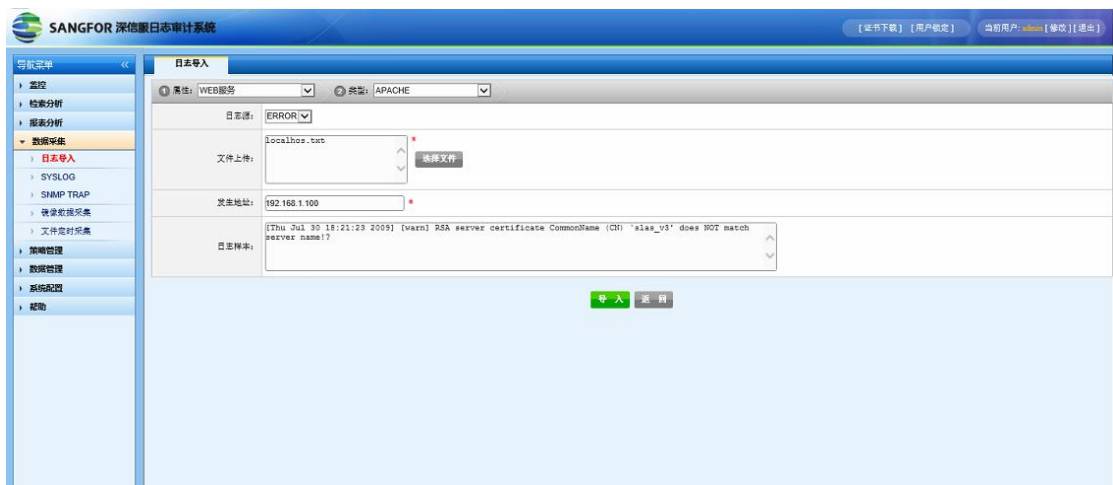 SANGFOR 深信服日志审计系统
[证书下载] [用户锁定] 当前用户:admin[修改][退出]
导航菜单 «
监控
检索分析
报表分析
数据采集
日志导入
SYSLOG
SNMP TRAP
镜像数据采集
文件定时采集
策略管理
数据管理
系统配置
帮助
日志导入
1 属性: WEB服务 2 类型: APACHE
日志源: ERROR
文件上传: localhos.txt * 选择文件
发生地址: 192.168.1.100 *
日志样本: [Thu Jul 30 18:21:23 2009] [warn] RSA server certificate CommonName (CN) `slas_v3' does NOT match
server name!?
导 入 返 回